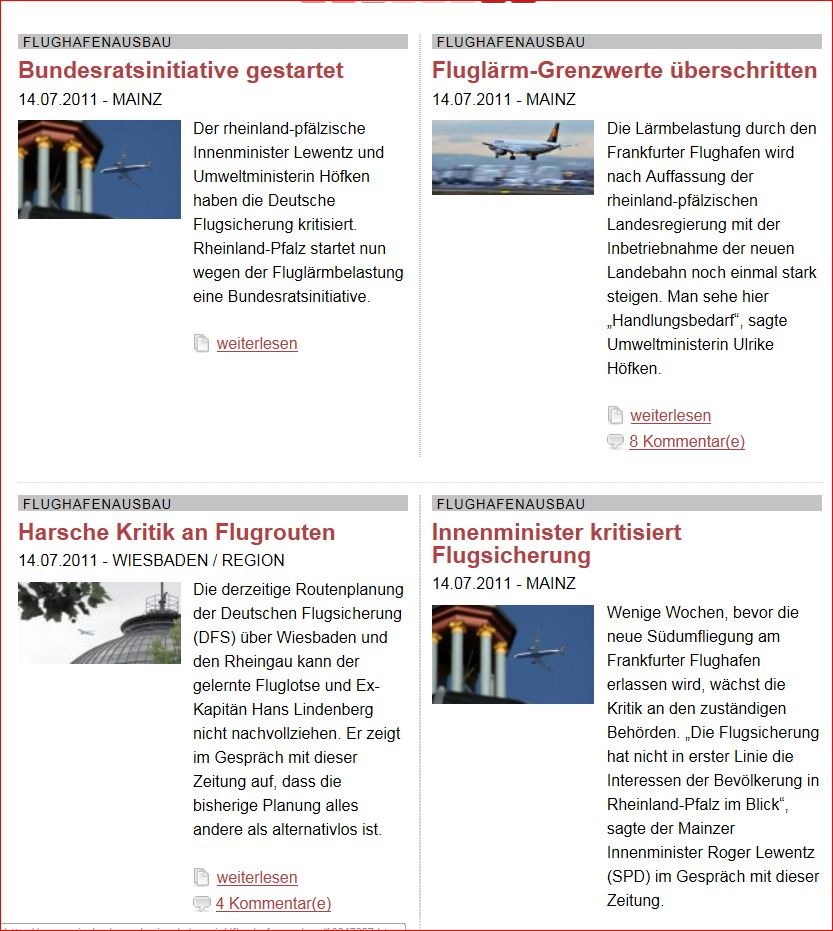 FLUGHAFENAUSBAU
Bundesratsinitiative gestartet
14.07.2011 - MAINZ
Der rheinland-pfälzische
Innenminister Lewentz und
Umweltministerin Höfken
haben die Deutsche
Flugsicherung kritisiert.
Rheinland-Pfalz startet nun
wegen der Fluglärmbelastung
eine Bundesratsinitiative.
weiterlesen
FLUGHAFENAUSBAU
Fluglärm-Grenzwerte überschritten
14.07.2011 - MAINZ
Die Lärmbelastung durch den
Frankfurter Flughafen wird
nach Auffassung der
rheinland-pfälzischen
Landesregierung mit der
Inbetriebnahme der neuen
Landebahn noch einmal stark
steigen. Man sehe hier
„Handlungsbedarf“, sagte
Umweltministerin Ulrike
Höfken.
weiterlesen
8 Kommentar(e)
FLUGHAFENAUSBAU
Harsche Kritik an Flugrouten
14.07.2011 - WIESBADEN / REGION
Die derzeitige Routenplanung
der Deutschen Flugsicherung
(DFS) über Wiesbaden und
den Rheingau kann der
gelernte Fluglotse und Ex-
Kapitän Hans Lindenberg
nicht nachvollziehen. Er zeigt
im Gespräch mit dieser
Zeitung auf, dass die
bisherige Planung alles
andere als alternativlos ist.
weiterlesen
4 Kommentar(e)
FLUGHAFENAUSBAU
Innenminister kritisiert
Flugsicherung
14.07.2011 - MAINZ
Wenige Wochen, bevor die
neue Südumfliegung am
Frankfurter Flughafen
erlassen wird, wächst die
Kritik an den zuständigen
Behörden. „Die Flugsicherung
hat nicht in erster Linie die
Interessen der Bevölkerung in
Rheinland-Pfalz im Blick“,
sagte der Mainzer
Innenminister Roger Lewentz
(SPD) im Gespräch mit dieser
Zeitung.